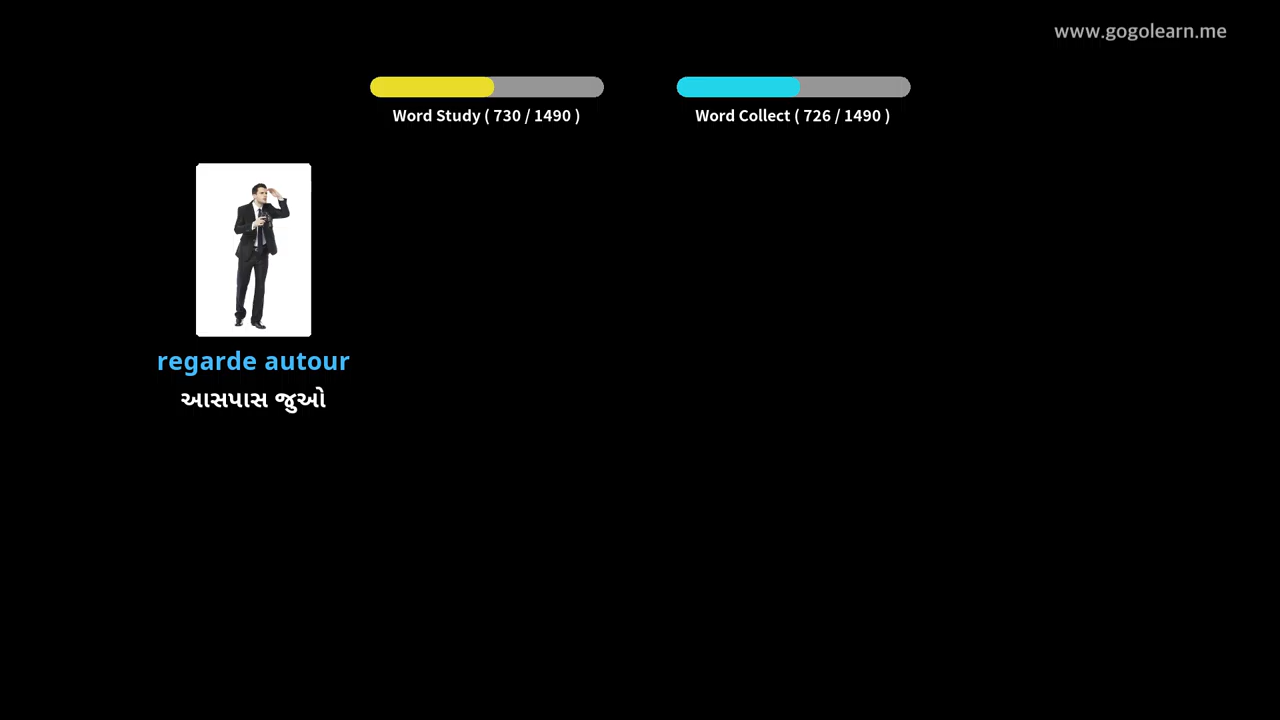 www.gogolearn.me
Word Study ( 730 / 1490 )
Word Collect ( 726 / 1490 )
regarde autour
આસપાસ જુઓ